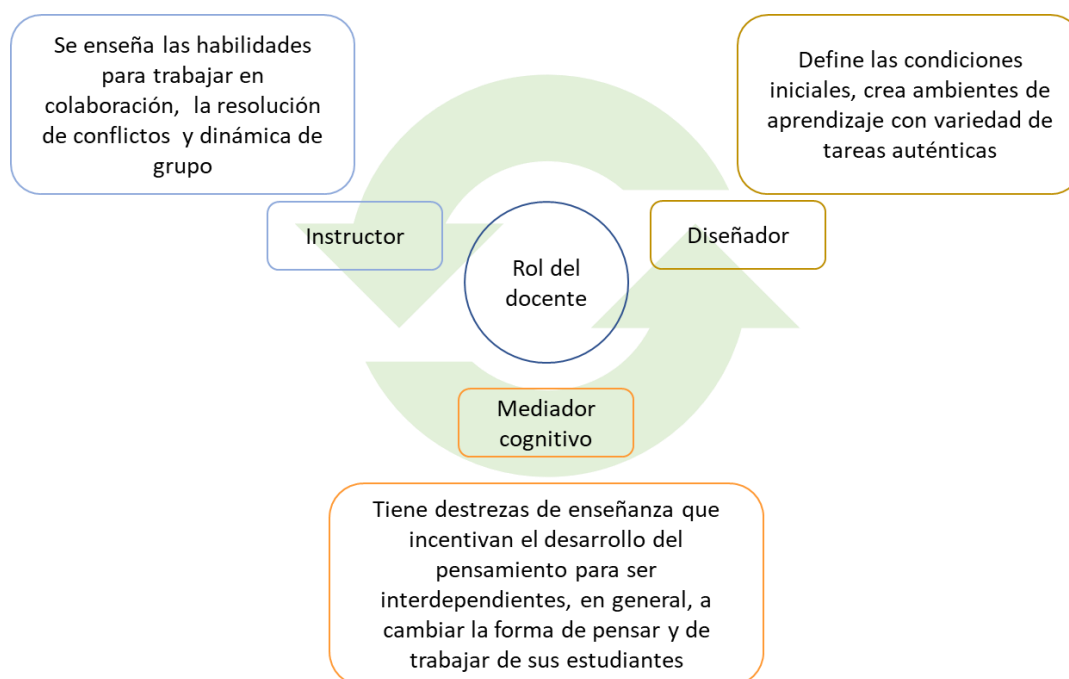 Se enseña las habilidades
para trabajar en
colaboración, la resolución
de conflictos y dinámica de
grupo
Define las condiciones
iniciales, crea ambientes de
aprendizaje con variedad de
tareas auténticas
Instructor
Diseñador
Rol del
docente
Mediador
cognitivo
Tiene destrezas de enseñanza que
incentivan el desarrollo del
pensamiento para ser
interdependientes, en general, a
cambiar la forma de pensar y de
trabajar de sus estudiantes